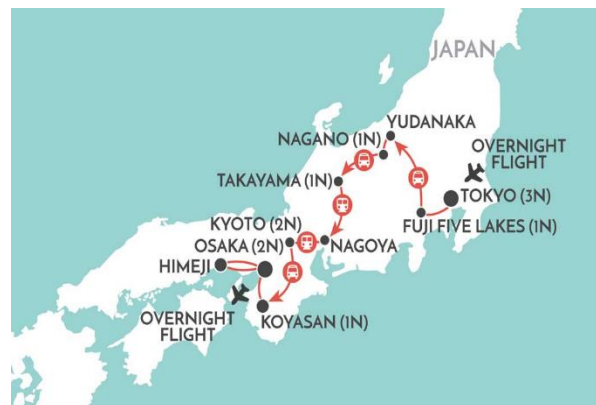 JAPAN
YUDANAKA
NAGANO (1N)
OVERNIGHT
FLIGHT
TAKAYAMA (1N)
TOKYO (3N)
KYOTO (2N)
FUJI FIVE LAKES (1N)
OSAKA (2N)
NAGOYA
HIMEJI
OVERNIGHT
FLIGHT
KOYASAN (1N)